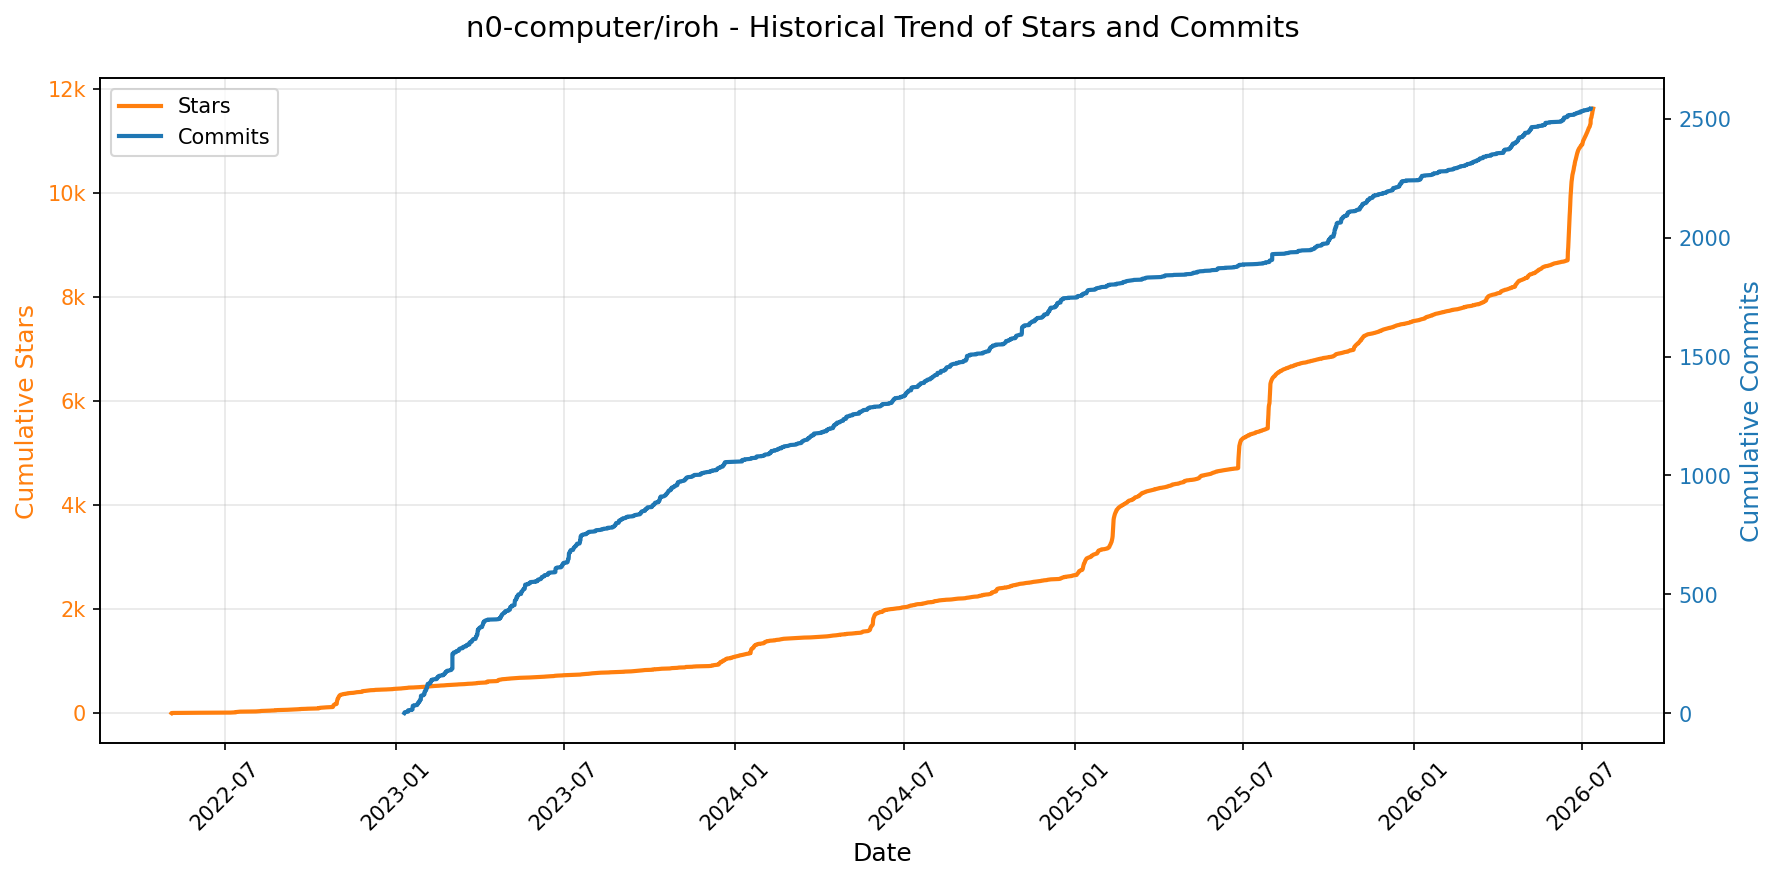 n0-computer/iroh - Historical Trend of Stars and Commits
Stars
Commits
12k
10k
8k
6k
4k
2k
0
Cumulative Stars
2500
2000
1500
1000
500
0
Cumulative Commits
2022-07
2023-01
2023-07
2024-01
2024-07
2025-01
2025-07
2026-01
2026-07
Date